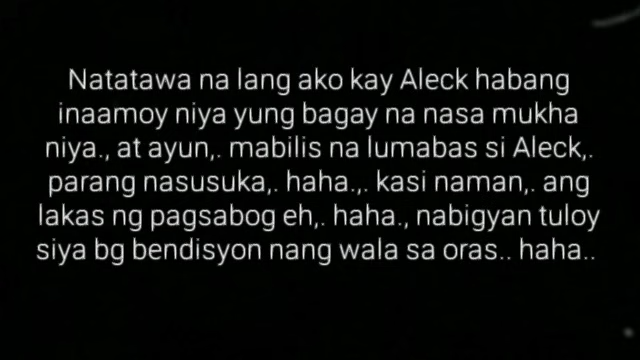 Natatawa na lang ako kay Aleck habang
inaamoy niya yung bagay na nasa mukha
niya., at ayun,. mabilis na lumabas si Aleck,.
parang nasusuka,. haha.,. kasi naman,. ang
lakas ng pagsabog eh,. haha., nabigyan tuloy
siya bg bendisyon nang wala sa oras.. haha..